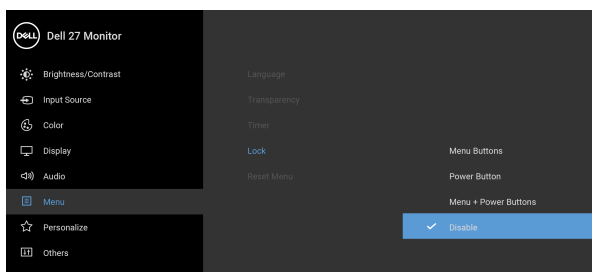 DELL Dell 27 Monitor
Brightness/Contrast
Input Source
Color
Display
Audio
Menu
Personalize
Others
Language
Transparency
Timer
Lock
Reset Menu
Menu Buttons
Power Button
Menu + Power Buttons
Disable